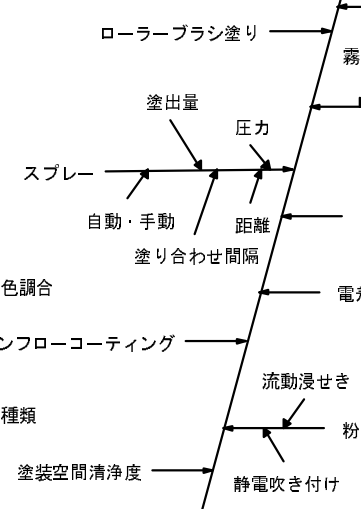 ローラーブラシ塗り
霧
塗出量
圧力
スプレー
自動・手動
距離
塗り合わせ間隔
色調合
電
ンフローコーティング
流動浸せき
種類
粉
塗装空間清浄度
静電吹き付け